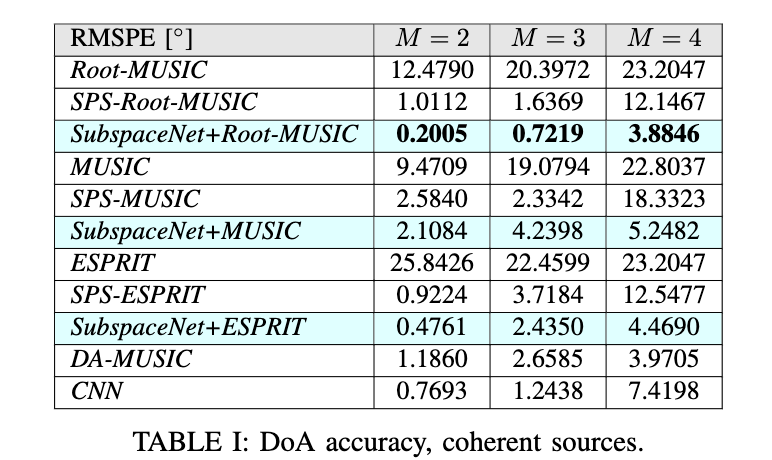 RMSPE [°] M = 2 M = 3 M = 4
Root-MUSIC 12.4790 20.3972 23.2047
SPS-Root-MUSIC 1.0112 1.6369 12.1467
SubspaceNet+Root-MUSIC 0.2005 0.7219 3.8846
MUSIC 9.4709 19.0794 22.8037
SPS-MUSIC 2.5840 2.3342 18.3323
SubspaceNet+MUSIC 2.1084 4.2398 5.2482
ESPRIT 25.8426 22.4599 23.2047
SPS-ESPRIT 0.9224 3.7184 12.5477
SubspaceNet+ESPRIT 0.4761 2.4350 4.4690
DA-MUSIC 1.1860 2.6585 3.9705
CNN 0.7693 1.2438 7.4198
TABLE I: DoA accuracy, coherent sources.